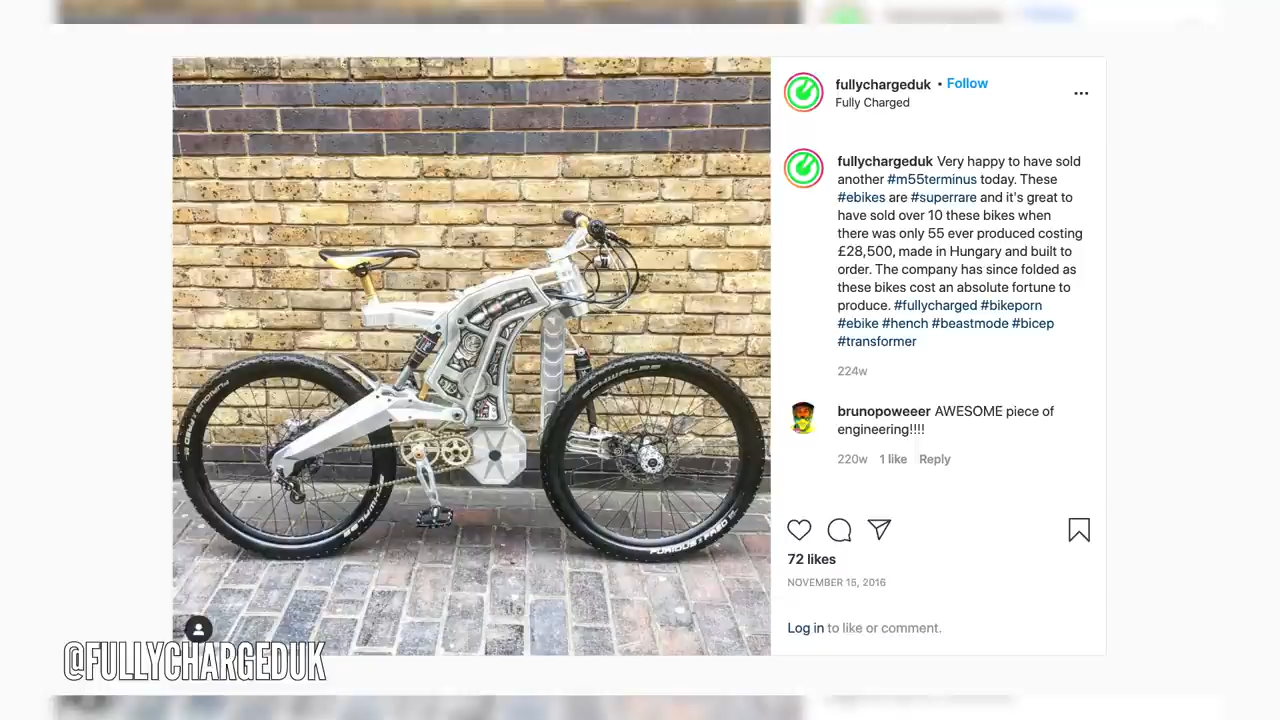 fullychargeduk • Follow
Fully Charged
fullychargeduk Very happy to have sold
another #m55terminus today. These
#ebikes are #superrare and it's great to
have sold over 10 these bikes when
there was only 55 ever produced costing
£28,500, made in Hungary and built to
order. The company has since folded as
these bikes cost an absolute fortune to
produce. #fullycharged #bikeporn
#ebike #hench #beastmode #bicep
#transformer
224w
brunopoweeer AWESOME piece of
engineering!!!!
220w 1 like Reply
72 likes
NOVEMBER 15, 2016
Log in to like or comment.
SCHWALBE
FURIOUS FRED
SCHWALBE
FURIOUS FRED
@FULLYCHARGEDUK